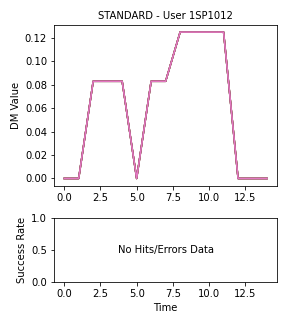 STANDARD - User 1SP1012
DM Value
0.12
0.10
0.08
0.06
0.04
0.02
0.00
0.0 2.5 5.0 7.5 10.0 12.5
Success Rate
1.0
0.5
0.0
No Hits/Errors Data
0.0 2.5 5.0 7.5 10.0 12.5
Time